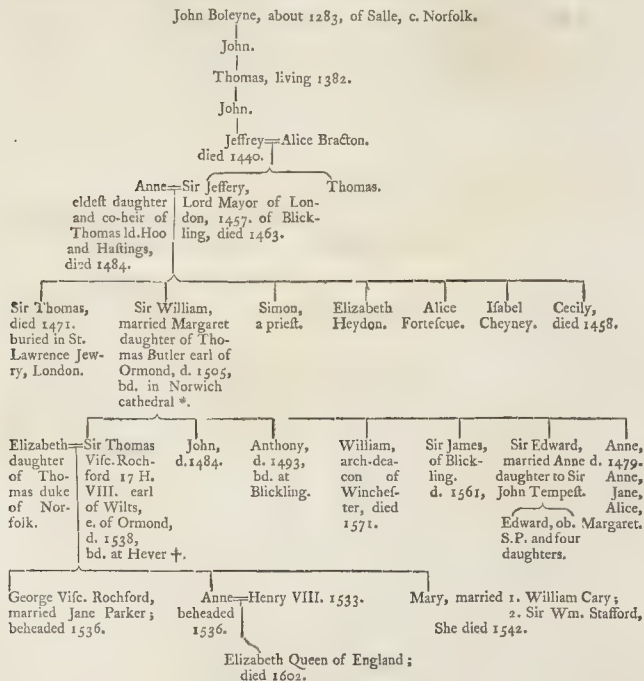 John Boleyne, about 1283, of Salle, c. Norfolk.
John.
Thomas, living 1382.
John.
Jeffrey Alice Bracton.
died 1440.
Anne Sir Jeffery, Thomas.
eldeſt daughter
and co-heir of
Thomas ld. Hoo
and Haſtings,
died 1484.
Lord Mayor of Lon-
don, 1457. of Blick-
ling, died 1463.
Sir Thomas,
died 1471.
buried in St.
Lawrence Jew-
ry, London.
Sir William,
married Margaret
daughter of Tho-
mas Butler earl of
Ormond, d. 1505,
bd. in Norwich
cathedral *.
Simon,
a prieſt.
Elizabeth
Heydon.
Alice
Forteſcue.
Iſabel
Cheyney.
Cecily,
died 1458.
Elizabeth
daughter
of Tho-
mas duke
of Nor-
folk.
Sir Thomas
Viſc. Roch-
ford 17 H.
VIII. earl
of Wilts,
e. of Ormond,
d. 1538,
bd. at Hever †.
John,
d. 1484.
Anthony,
d. 1493,
bd. at
Blickling.
William,
arch-dea-
con of
Wincheſ-
ter, died
1571.
Sir James,
of Blick-
ling.
d. 1561,
Sir Edward,
married Anne
daughter to Sir
John Tempeſt.
Edward, ob.
S.P. and four
daughters.
Anne,
d. 1479.
Anne,
Jane,
Alice,
Margaret.
George Viſc. Rochford,
married Jane Parker;
beheaded 1536.
Anne Henry VIII. 1533.
beheaded
1536.
Mary, married 1. William Cary;
2. Sir Wm. Stafford,
She died 1542.
Elizabeth Queen of England;
died 1602.